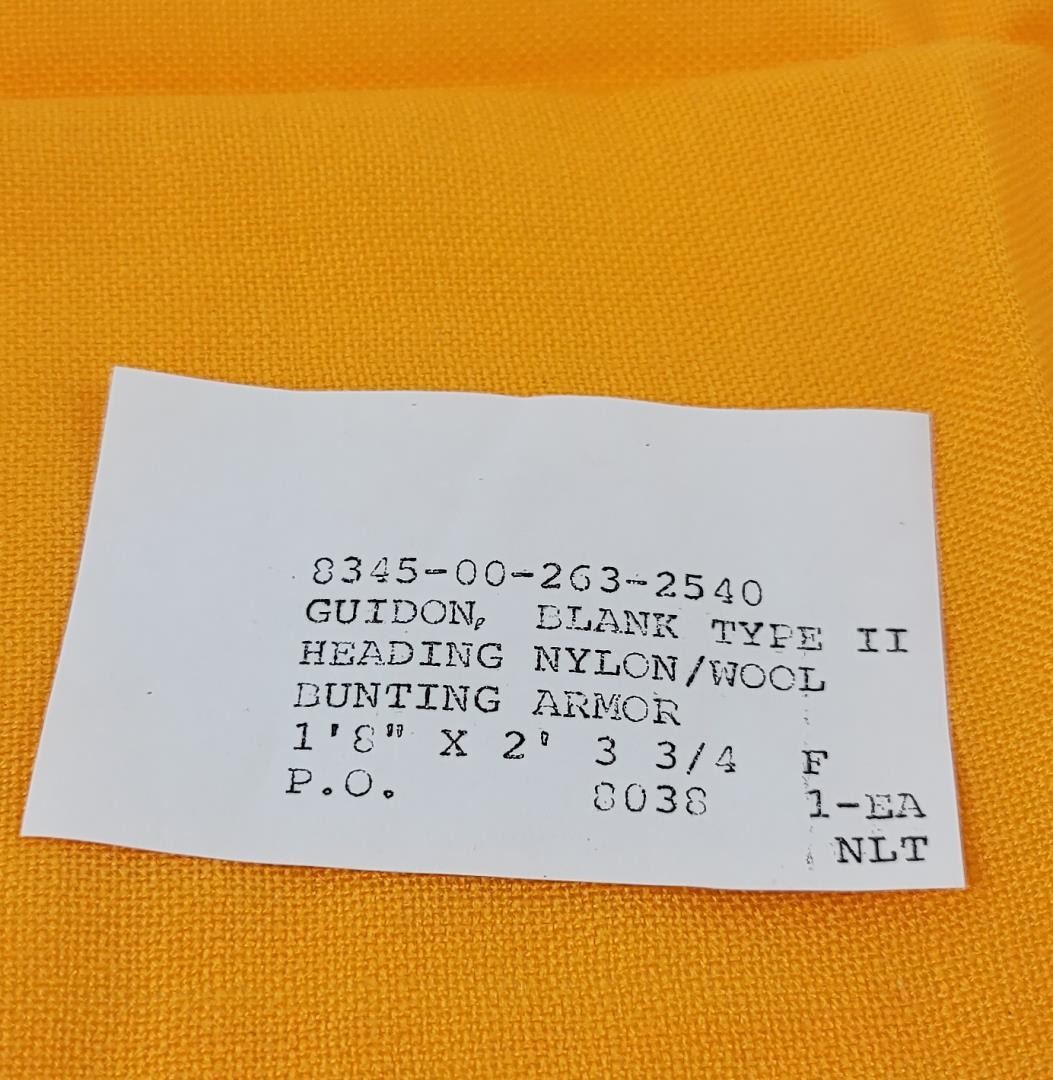 8345-00-263-2540
GUIDON, BLANK TYPE II
HEADING NYLON/WOOL
BUNTING ARMOR
1'8" X 2' 3 3/4 F
P.O. 8038 1-EA
NLT